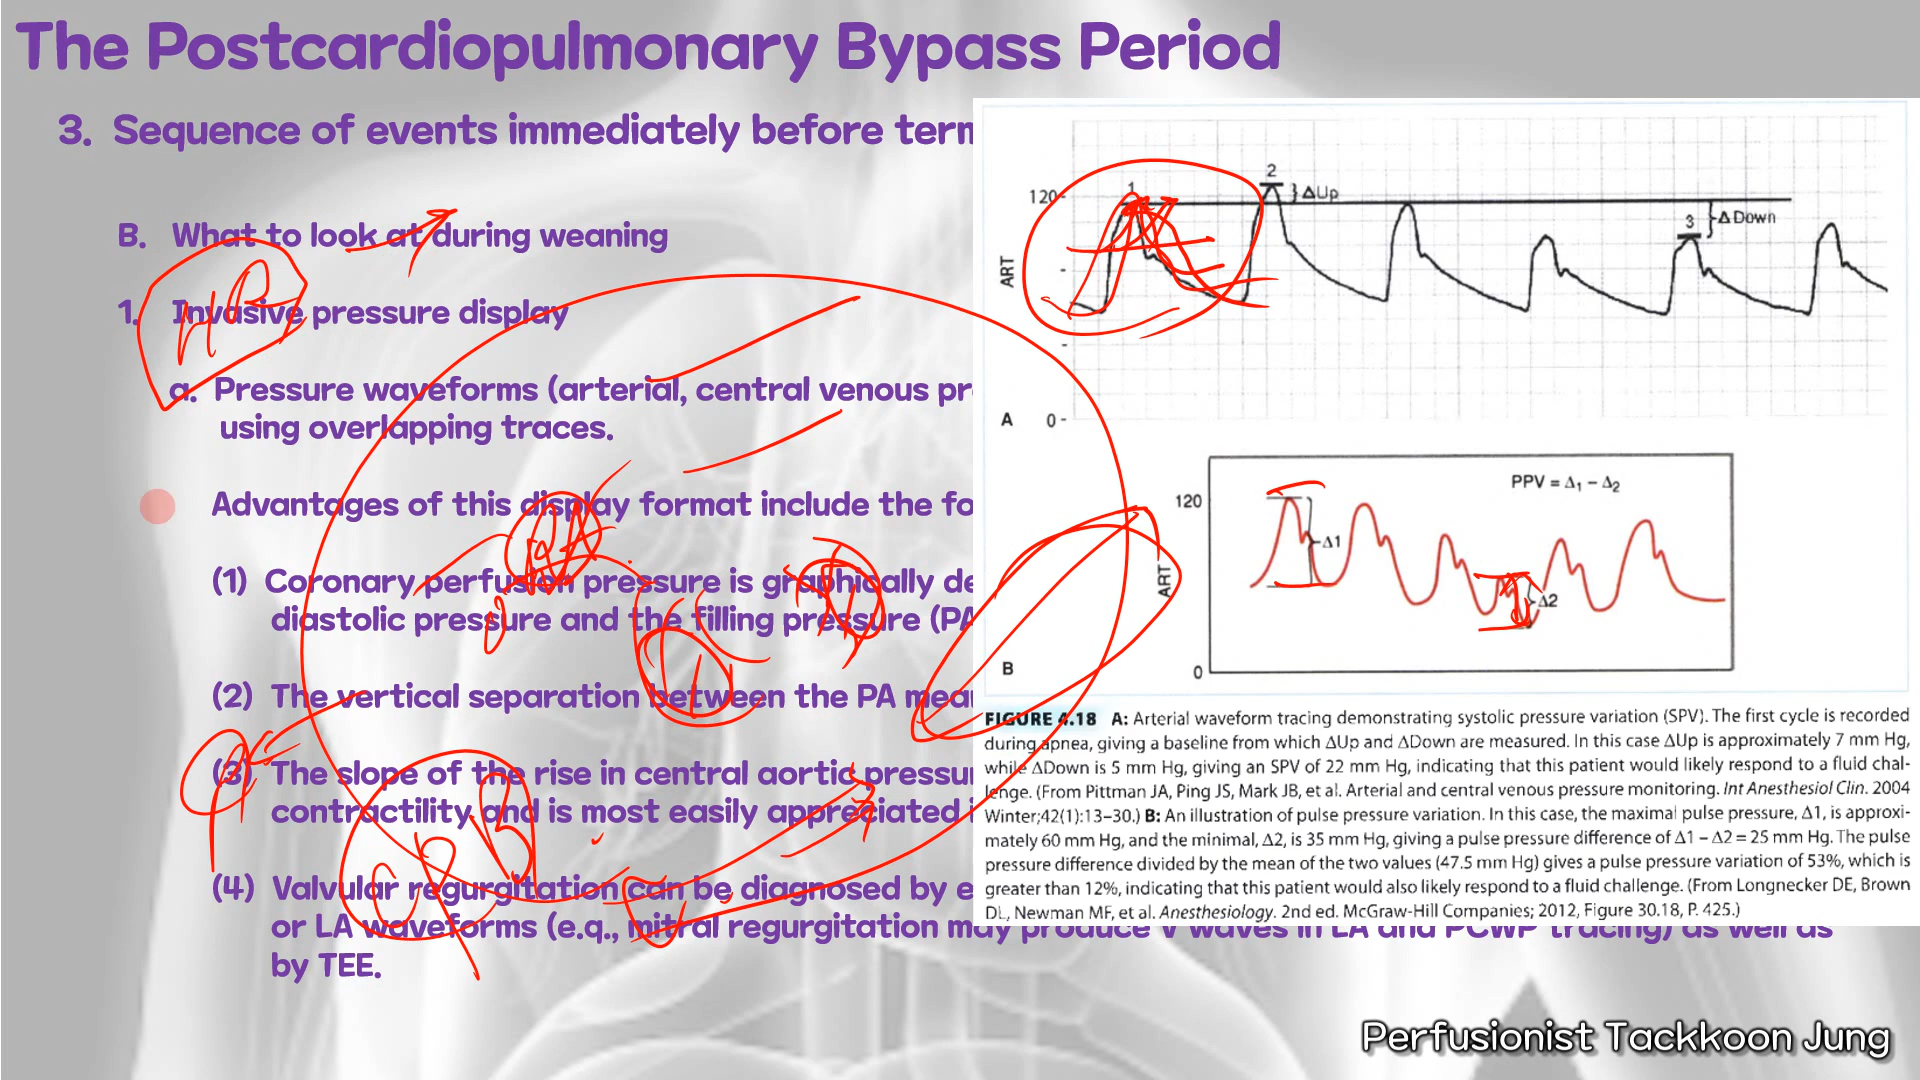 The Postcardiopulmonary Bypass Period
3. Sequence of events immediately before term
B. What to look at during weaning
1. Invasive pressure display
a. Pressure waveforms (arterial, central venous pr
using overlapping traces.
Advantages of this display format include the fo
(1) Coronary perfusion pressure is graphically de
diastolic pressure and the filling pressure (PA
(2) The vertical separation between the PA mea
(3) The slope of the rise in central aortic pressu
contractility and is most easily appreciated i
(4) Valvular regurgitation can be diagnosed by e
or LA waveforms (e.q., mitral regurgitation may produce V waves in LA and PCWP tracing) as well as
by TEE.
HR
CPB
120
ART
1
2
ΔUp
3
Δ Down
A
0
PPV = Δ1 − Δ2
120
Δ1
ART
Δ2
B
0
FIGURE 4.18 A: Arterial waveform tracing demonstrating systolic pressure variation (SPV). The first cycle is recorded
during apnea, giving a baseline from which ΔUp and ΔDown are measured. In this case ΔUp is approximately 7 mm Hg,
while ΔDown is 5 mm Hg, giving an SPV of 22 mm Hg, indicating that this patient would likely respond to a fluid chal-
lenge. (From Pittman JA, Ping JS, Mark JB, et al. Arterial and central venous pressure monitoring. Int Anesthesiol Clin. 2004
Winter;42(1):13–30.) B: An illustration of pulse pressure variation. In this case, the maximal pulse pressure, Δ1, is approxi-
mately 60 mm Hg, and the minimal, Δ2, is 35 mm Hg, giving a pulse pressure difference of Δ1 − Δ2 = 25 mm Hg. The pulse
pressure difference divided by the mean of the two values (47.5 mm Hg) gives a pulse pressure variation of 53%, which is
greater than 12%, indicating that this patient would also likely respond to a fluid challenge. (From Longnecker DE, Brown
DL, Newman MF, et al. Anesthesiology. 2nd ed. McGraw-Hill Companies; 2012, Figure 30.18, P. 425.)
Perfusionist Tackkoon Jung